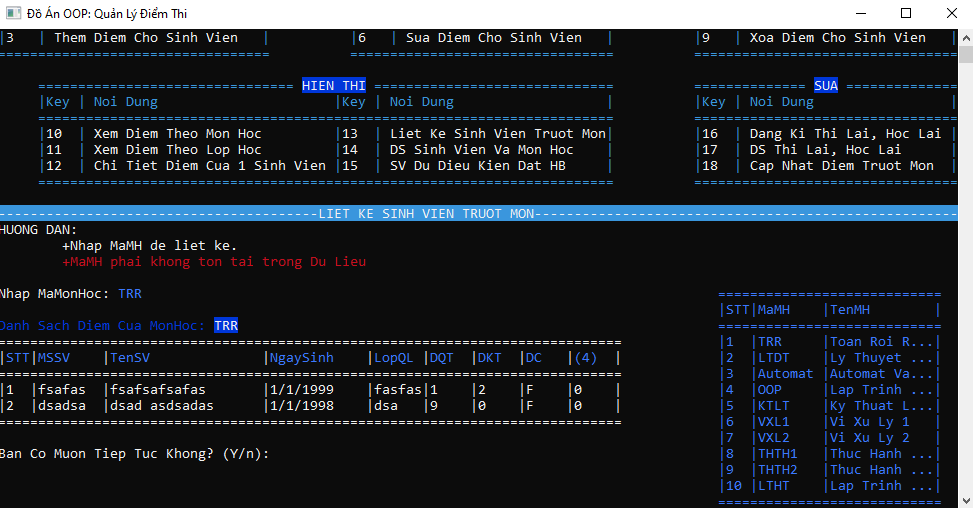 Đồ Án OOP: Quản Lý Điểm Thi
|3 | Them Diem Cho Sinh Vien | |6 | Sua Diem Cho Sinh Vien | |9 | Xoa Diem Cho Sinh Vien |
HIEN THI SUA
|Key | Noi Dung |Key | Noi Dung | |Key | Noi Dung |
|10 | Xem Diem Theo Mon Hoc |13 | Liet Ke Sinh Vien Truot Mon| |16 | Dang Ki Thi Lai, Hoc Lai |
|11 | Xem Diem Theo Lop Hoc |14 | DS Sinh Vien Va Mon Hoc | |17 | DS Thi Lai, Hoc Lai |
|12 | Chi Tiet Diem Cua 1 Sinh Vien |15 | SV Du Dieu Kien Dat HB | |18 | Cap Nhat Diem Truot Mon |
LIET KE SINH VIEN TRUOT MON
HUONG DAN:
+Nhap MaMH de liet ke.
+MaMH phai khong ton tai trong Du Lieu
Nhap MaMonHoc: TRR
Danh Sach Diem Cua MonHoc: TRR
|STT|MSSV |TenSV |NgaySinh |LopQL |DQT |DKT |DC |(4) |
|1 |fsafas |fsafsafsafas |1/1/1999 |fasfas|1 |2 |F |0 |
|2 |dsadsa |dsad asdsadas |1/1/1998 |dsa |9 |0 |F |0 |
Ban Co Muon Tiep Tuc Khong? (Y/n):
|STT|MaMH |TenMH |
|1 |TRR |Toan Roi R...|
|2 |LTDT |Ly Thuyet ...|
|3 |Automat |Automat Va...|
|4 |OOP |Lap Trinh ...|
|5 |KTLT |Ky Thuat L...|
|6 |VXL1 |Vi Xu Ly 1 |
|7 |VXL2 |Vi Xu Ly 2 |
|8 |THTH1 |Thuc Hanh ...|
|9 |THTH2 |Thuc Hanh ...|
|10 |LTHT |Lap Trinh ...|